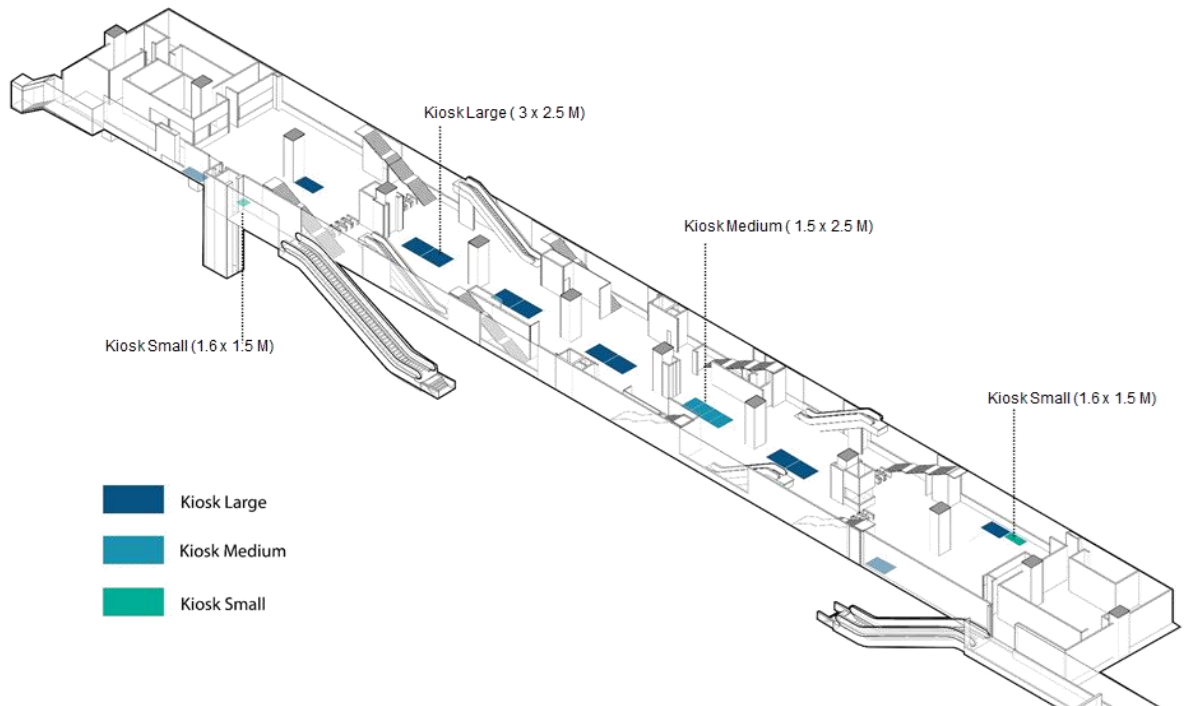 Kiosk Large ( 3 x 2.5 M)
Kiosk Medium ( 1.5 x 2.5 M)
Kiosk Small (1.6 x 1.5 M)
Kiosk Small (1.6 x 1.5 M)
Kiosk Large
Kiosk Medium
Kiosk Small